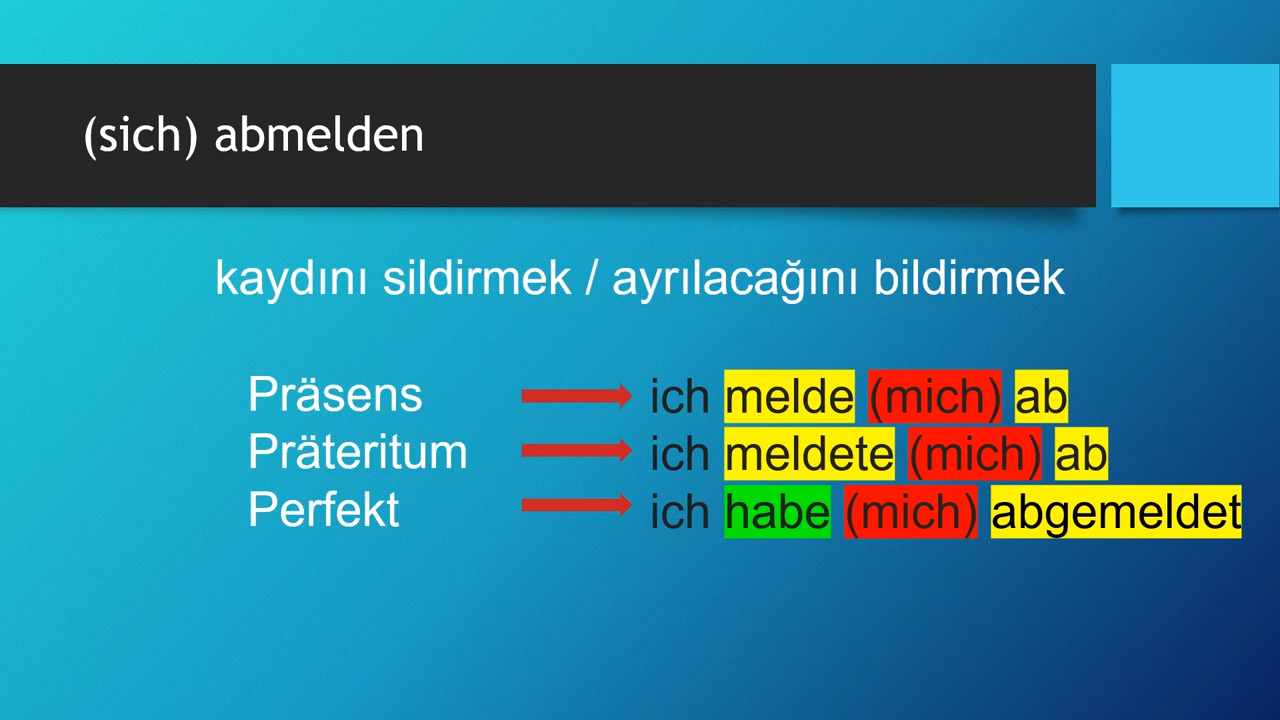 (sich) abmelden
kaydını sildirmek / ayrılacağını bildirmek
Präsens ich melde (mich) ab
Präteritum ich meldete (mich) ab
Perfekt ich habe (mich) abgemeldet